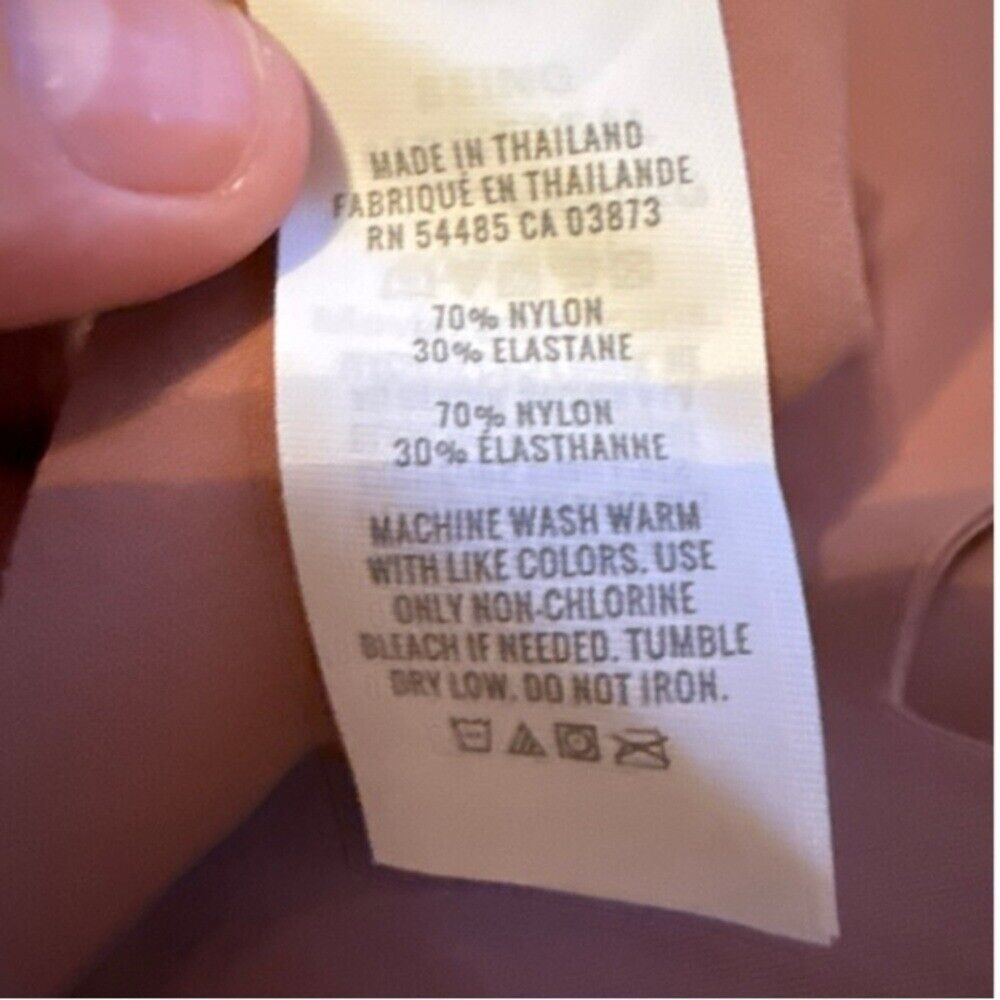 MADE IN THAILAND
FABRIQUÉ EN THAILANDE
RN 54485 CA 03873
70% NYLON
30% ELASTANE
70% NYLON
30% ÉLASTHANNE
MACHINE WASH WARM
WITH LIKE COLORS. USE
ONLY NON-CHLORINE
BLEACH IF NEEDED. TUMBLE
DRY LOW. DO NOT IRON.